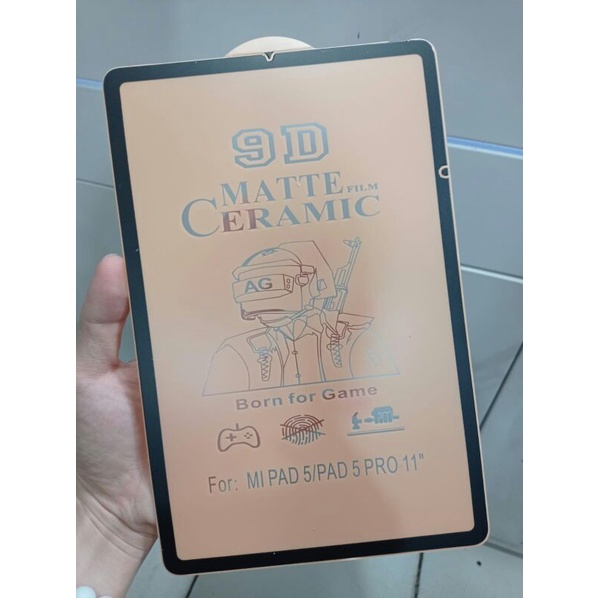 9D
MATTE FILM
CERAMIC
AG
Born for Game
For: MI PAD 5/PAD 5 PRO 11"